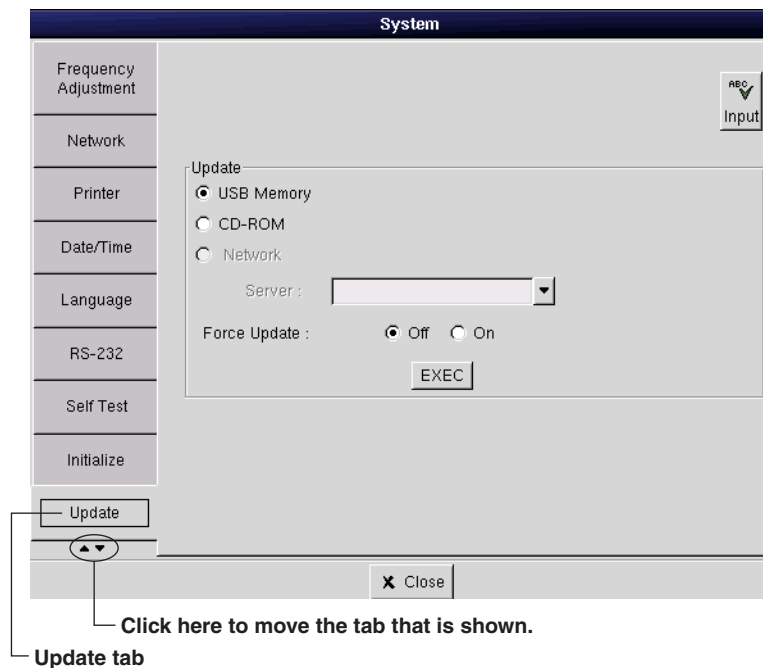 System
Frequency
Adjustment
Network
Printer
Date/Time
Language
RS-232
Self Test
Initialize
Update
ABC
Input
Update
USB Memory
CD-ROM
Network
Server :
Force Update : Off On
EXEC
Close
Click here to move the tab that is shown.
Update tab